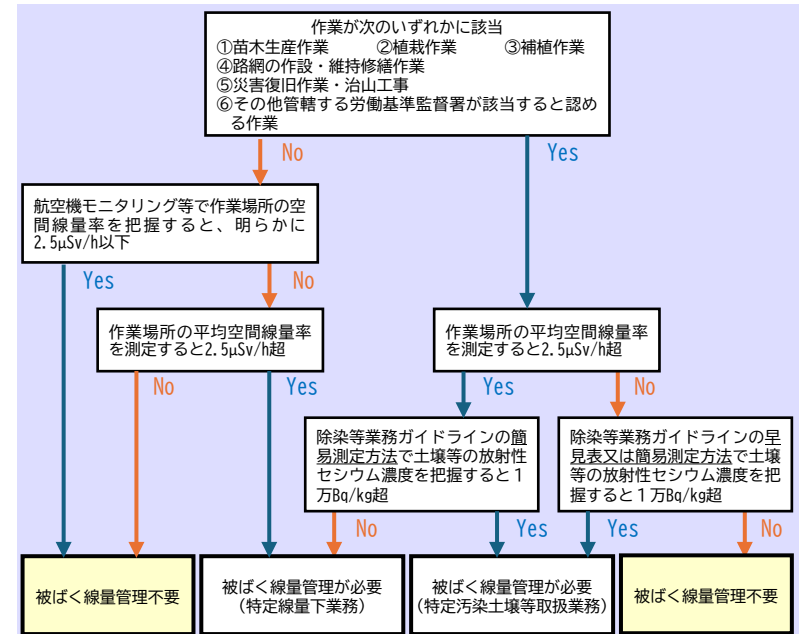 作業が次のいずれかに該当
①苗木生産作業 ②植栽作業 ③補植作業
④路網の作設・維持修繕作業
⑤災害復旧作業・治山工事
⑥その他管轄する労働基準監督署が該当すると認め
る作業
No
Yes
航空機モニタリング等で作業場所の空
間線量率を把握すると、明らかに
2.5μSv/h以下
Yes
No
作業場所の平均空間線量率
を測定すると2.5μSv/h超
作業場所の平均空間線量率
を測定すると2.5μSv/h超
No
Yes
Yes
No
除染等業務ガイドラインの簡
易測定方法で土壌等の放射性
セシウム濃度を把握すると1
万Bq/kg超
除染等業務ガイドラインの早
見表又は簡易測定方法で土壌
等の放射性セシウム濃度を把
握すると1万Bq/kg超
No
Yes
Yes
No
被ばく線量管理不要
被ばく線量管理が必要
(特定線量下業務)
被ばく線量管理が必要
(特定汚染土壌等取扱業務)
被ばく線量管理不要